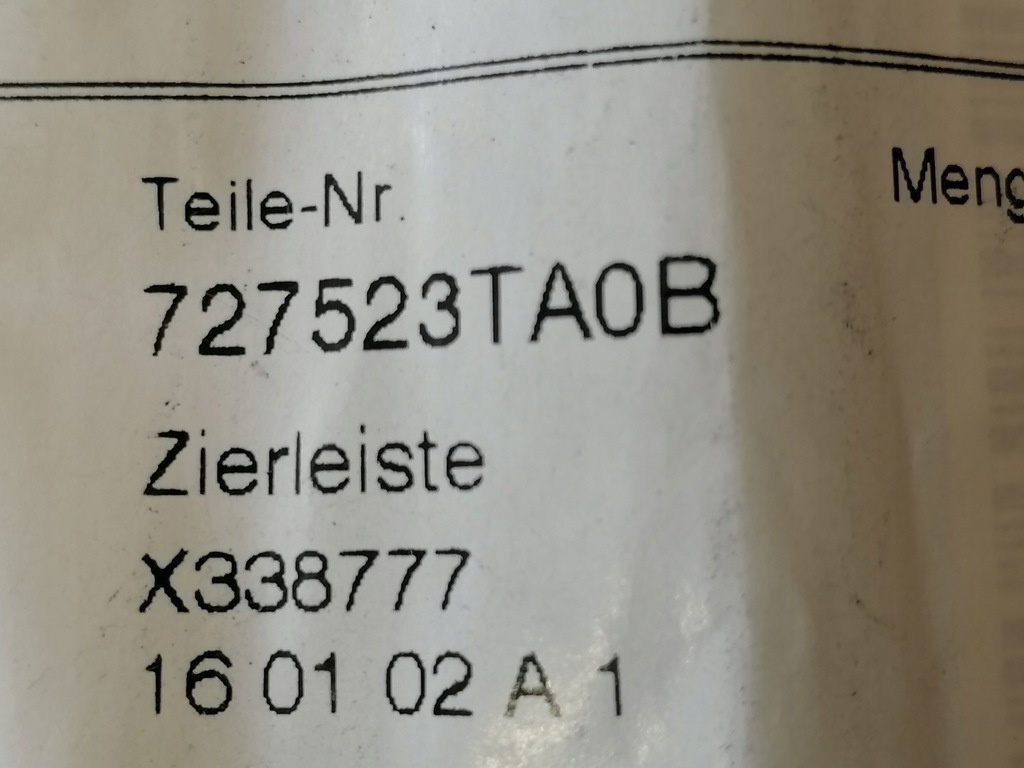 Teile-Nr.
Meng
727523TA0B
Zierleiste
X338777
16 01 02 A 1